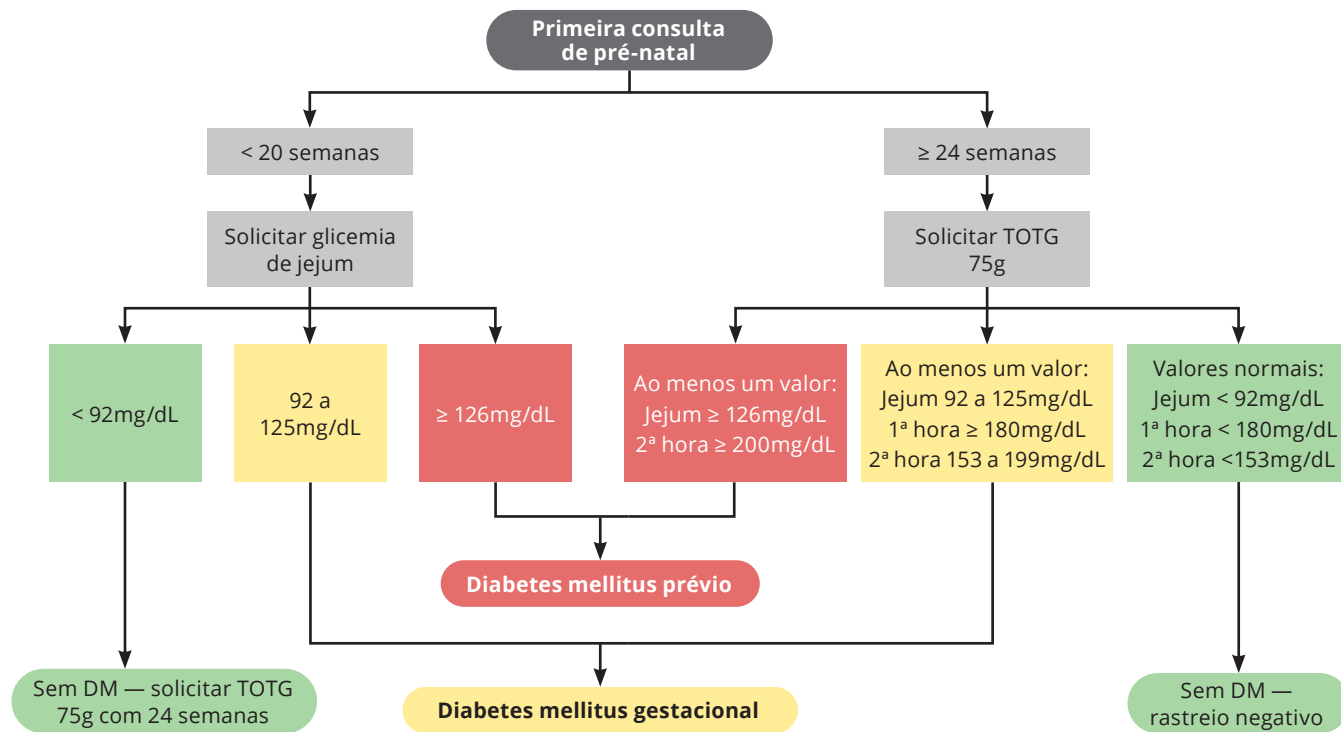 Primeira consulta
de pré-natal
< 20 semanas
≥ 24 semanas
Solicitar glicemia
de jejum
Solicitar TOTG
75g
< 92mg/dL
92 a
125mg/dL
≥ 126mg/dL
Ao menos um valor:
Jejum ≥ 126mg/dL
2ª hora ≥ 200mg/dL
Ao menos um valor:
Jejum 92 a 125mg/dL
1ª hora ≥ 180mg/dL
2ª hora 153 a 199mg/dL
Valores normais:
Jejum < 92mg/dL
1ª hora < 180mg/dL
2ª hora <153mg/dL
Diabetes mellitus prévio
Sem DM — solicitar TOTG
75g com 24 semanas
Diabetes mellitus gestacional
Sem DM —
rastreio negativo